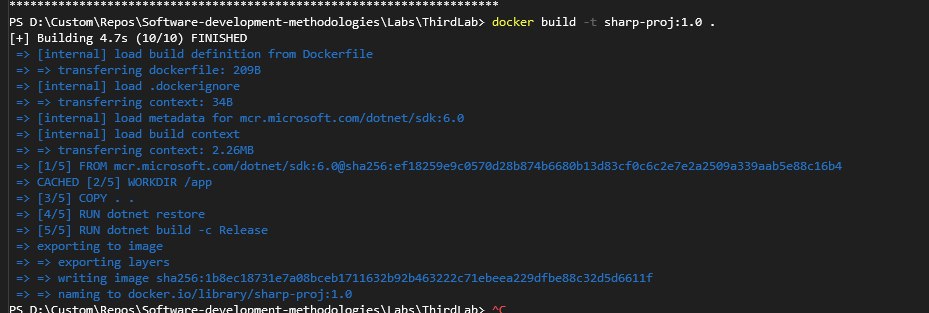 **********************************************************************
PS D:\Custom\Repos\Software-development-methodologies\Labs\ThirdLab> docker build -t sharp-proj:1.0 .
[+] Building 4.7s (10/10) FINISHED
=> [internal] load build definition from Dockerfile
=> => transferring dockerfile: 209B
=> [internal] load .dockerignore
=> => transferring context: 34B
=> [internal] load metadata for mcr.microsoft.com/dotnet/sdk:6.0
=> [internal] load build context
=> => transferring context: 2.26MB
=> [1/5] FROM mcr.microsoft.com/dotnet/sdk:6.0@sha256:ef18259e9c0570d28b874b6680b13d83cf0c6c2e7e2a2509a339aab5e88c16b4
=> CACHED [2/5] WORKDIR /app
=> [3/5] COPY . .
=> [4/5] RUN dotnet restore
=> [5/5] RUN dotnet build -c Release
=> exporting to image
=> => exporting layers
=> => writing image sha256:1b8ec18731e7a08bceb1711632b92b463222c71ebeea229dfbe88c32d5d6611f
=> => naming to docker.io/library/sharp-proj:1.0
PS D:\Custom\Repos\Software-development-methodologies\Labs\ThirdLab> ^C